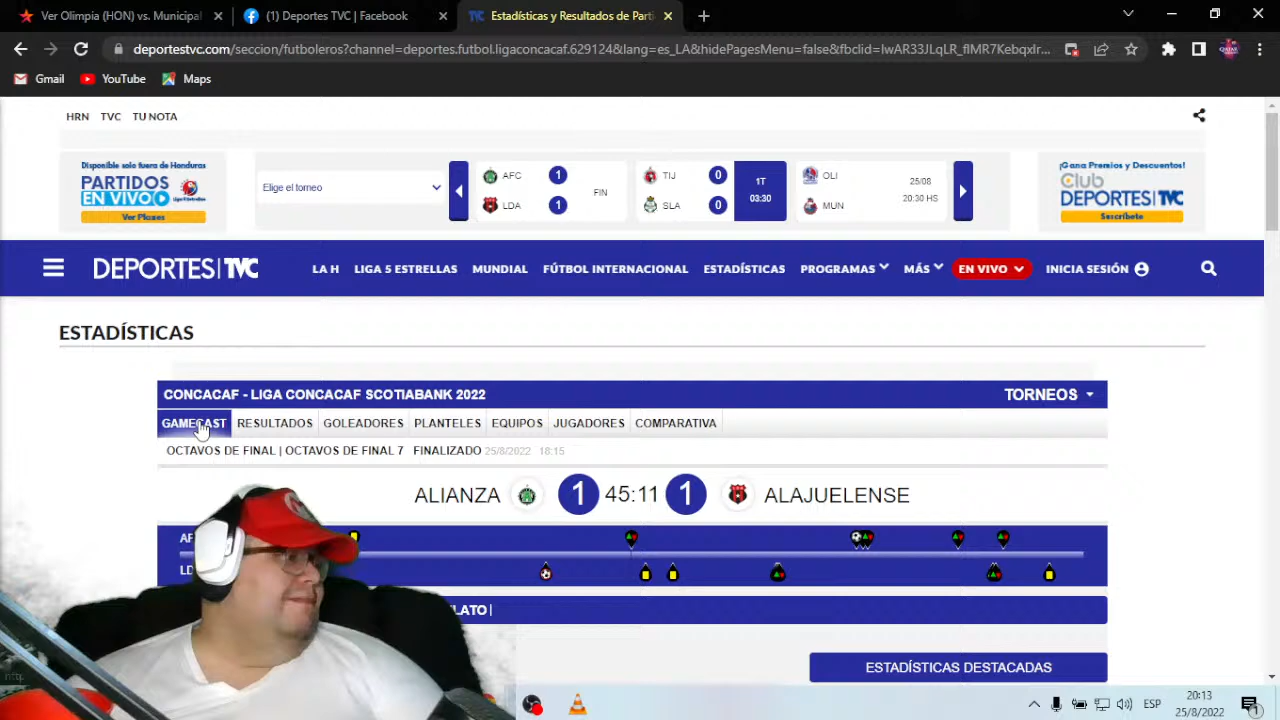 Ver Olimpia (HON) vs. Municipal
(1) Deportes TVC | Facebook
Estadísticas y Resultados de Parti
deportestvc.com/seccion/futboleros?channel=deportes.futbol.ligaconcacaf.629124&lang=es_LA&hidePagesMenu=false&fbclid=IwAR33JLqLR_flMR7Kebqxlr...
Gmail YouTube Maps
HRN TVC TU NOTA
Disponible solo fuera de Honduras
PARTIDOS
EN VIVO
Ver Planes
Elige el torneo
AFC 1
LDA 1
FIN
TIJ 0
SLA 0
1T
03:30
OLI
MUN
25/08
20:30 HS
¡Gana Premios y Descuentos!
Club
DEPORTES TVC
Suscríbete
DEPORTES TVC
LA H LIGA 5 ESTRELLAS MUNDIAL FÚTBOL INTERNACIONAL ESTADÍSTICAS PROGRAMAS MÁS EN VIVO INICIA SESIÓN
ESTADÍSTICAS
CONCACAF - LIGA CONCACAF SCOTIABANK 2022 TORNEOS
GAMECAST RESULTADOS GOLEADORES PLANTELES EQUIPOS JUGADORES COMPARATIVA
OCTAVOS DE FINAL | OCTAVOS DE FINAL 7 FINALIZADO 25/8/2022 18:15
ALIANZA 1 45:11 1 ALAJUELENSE
LATO |
ESTADÍSTICAS DESTACADAS
ESP
20:13
25/8/2022
1